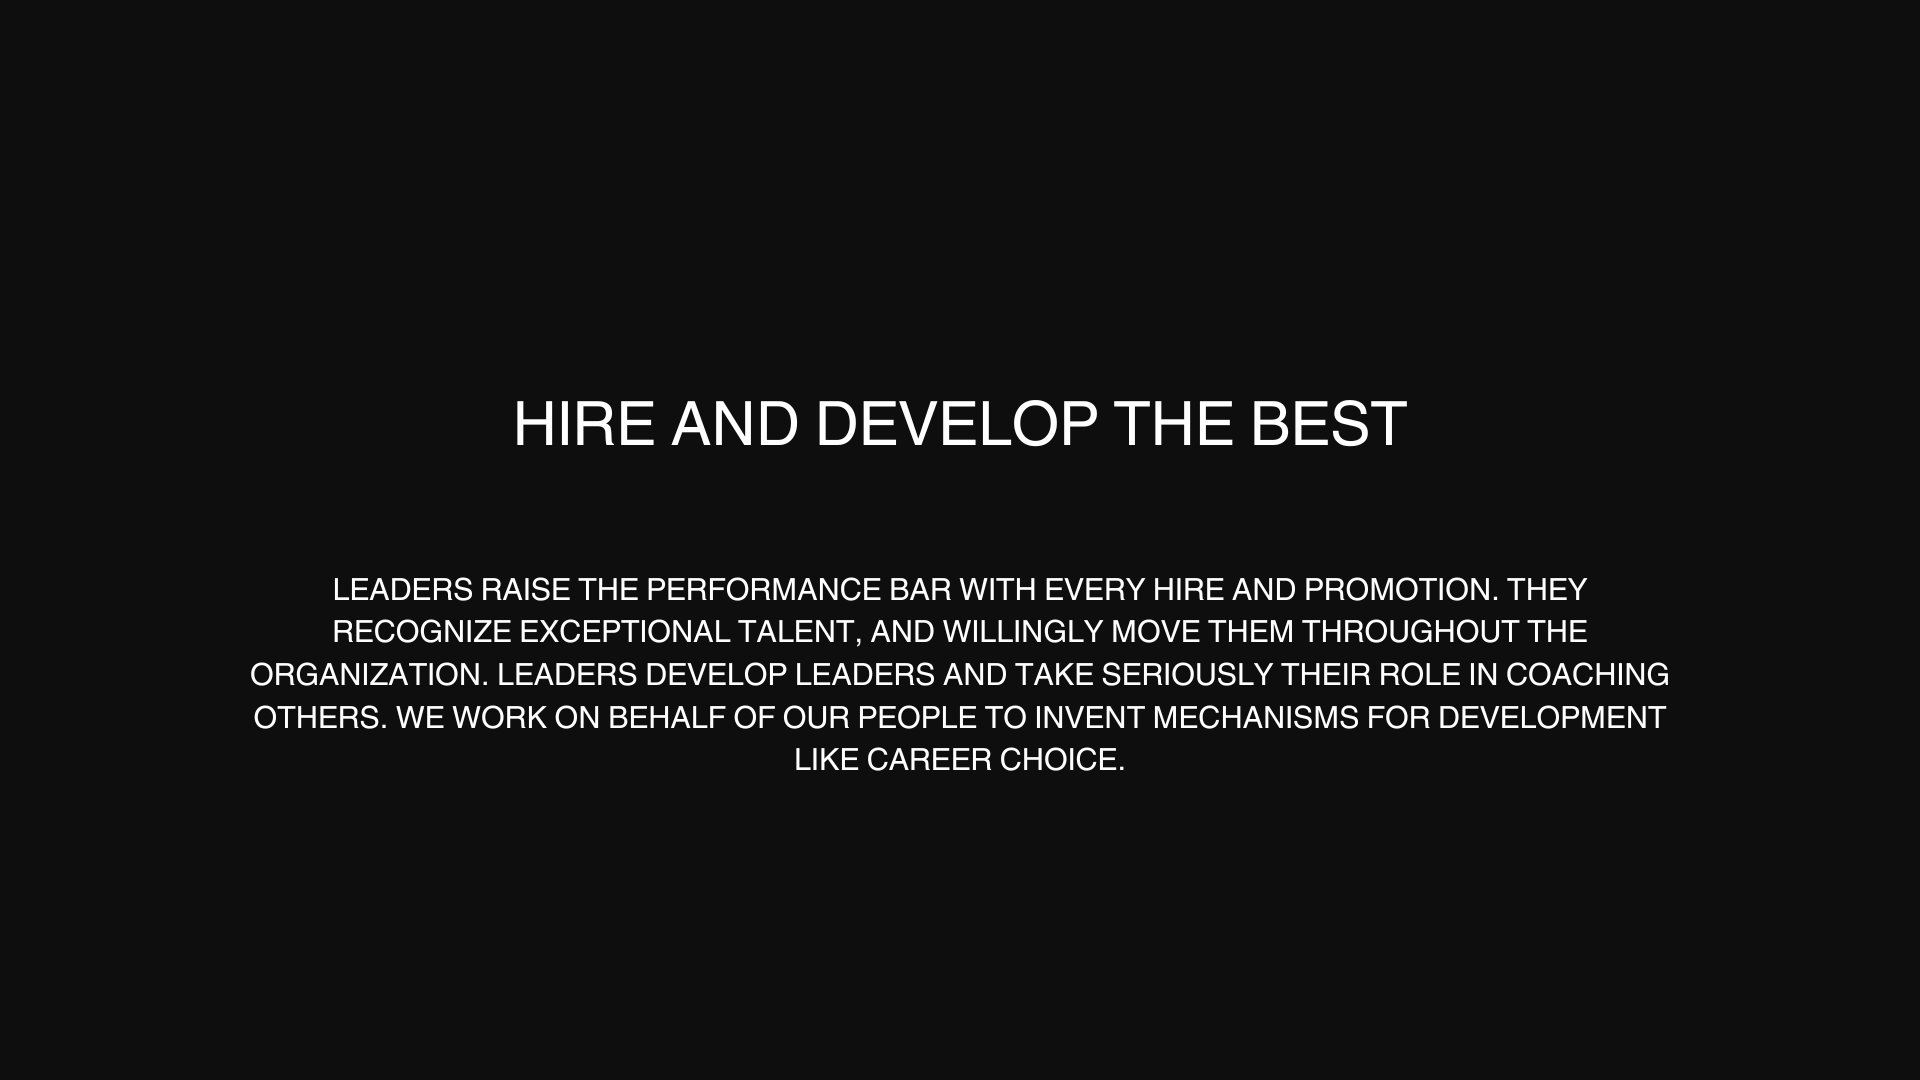 HIRE AND DEVELOP THE BEST
LEADERS RAISE THE PERFORMANCE BAR WITH EVERY HIRE AND PROMOTION. THEY
RECOGNIZE EXCEPTIONAL TALENT, AND WILLINGLY MOVE THEM THROUGHOUT THE
ORGANIZATION. LEADERS DEVELOP LEADERS AND TAKE SERIOUSLY THEIR ROLE IN COACHING
OTHERS. WE WORK ON BEHALF OF OUR PEOPLE TO INVENT MECHANISMS FOR DEVELOPMENT
LIKE CAREER CHOICE.